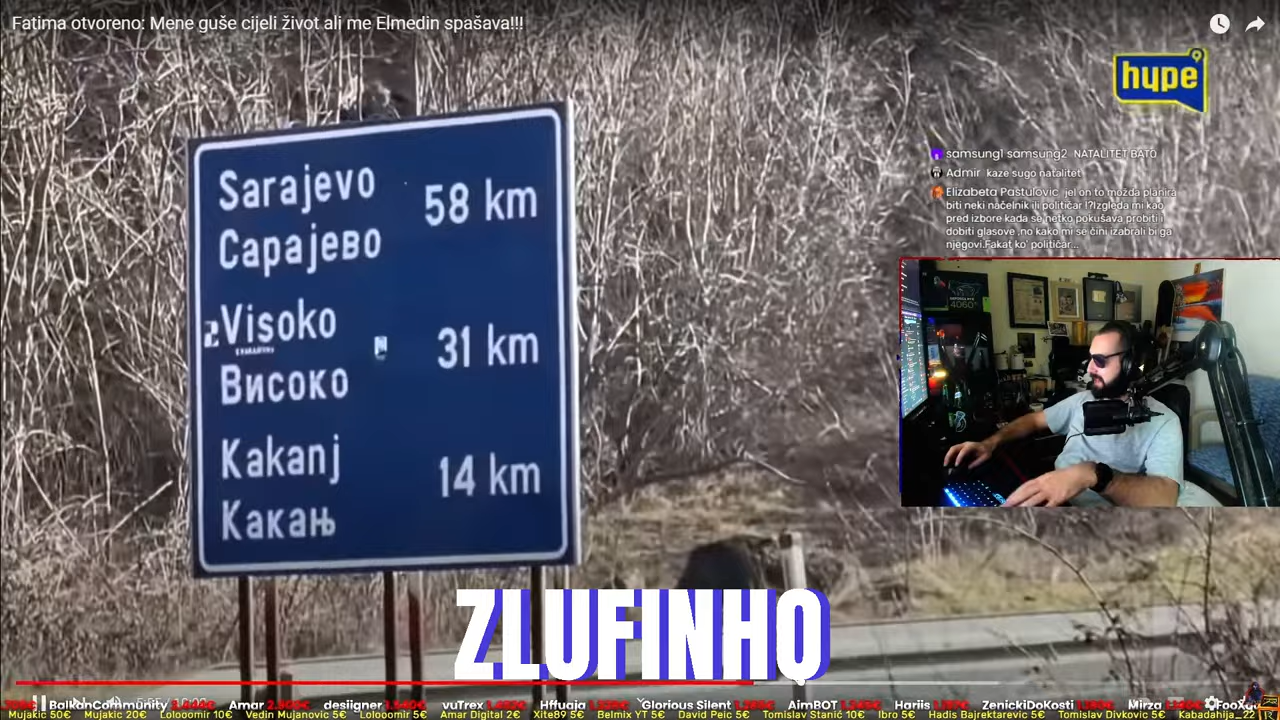 Fatima otvoreno: Mene guše cijeli život ali me Elmedin spašava!!!
hype
samsung1 samsung2 NATALITET BATO
Admir kaze sugo natalitet
Elizabeta Paštulovic jel on to možda planira
biti neki načelnik ili političar !?Izgleda mi kao
pred izbore kada se netko pokušava probiti i
dobiti glasove ,no kako mi se čini izabrali bi ga
njegovi.Fakat ko' političar...
Sarajevo
58 km
Сарајево
Visoko
31 km
Високо
Kakanj
14 km
Какањ
4060
ZLUFINHO
BalkanCommunity Amar desiigner vuTrex Hffuaja Glorious Silent AimBOT Hariis ZenickiDoKosti Mirza
Mujakic 50€ Mujakic 20€ Lolooomir 10€ Vedin Mujanovic 5€ Lolooomir 5€ Amar Digital 2€ Xite89 5€ Belmix YT 5€ David Peic 5€ Tomislav Stanić 10€ Ibro 5€ Hadis Bajrektarevic 5€ Tomislav Divkovic 5€